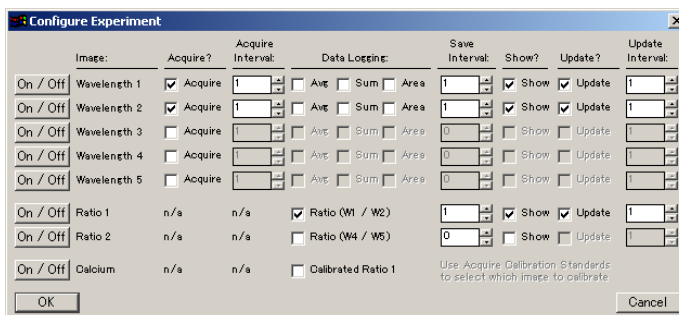 Configure Experiment
Image: Acquire? Acquire Interval: Data Logging: Save Interval: Show? Update? Update Interval:
On / Off Wavelength 1 Acquire 1 Avg Sum Area 1 Show Update 1
On / Off Wavelength 2 Acquire 1 Avg Sum Area 1 Show Update 1
On / Off Wavelength 3 Acquire 1 Avg Sum Area 0 Show Update 1
On / Off Wavelength 4 Acquire 1 Avg Sum Area 0 Show Update 1
On / Off Wavelength 5 Acquire 1 Avg Sum Area 0 Show Update 1
On / Off Ratio 1 n/a n/a Ratio (W1 / W2) 1 Show Update 1
On / Off Ratio 2 n/a n/a Ratio (W4 / W5) 0 Show Update 1
On / Off Calcium n/a n/a Calibrated Ratio 1 Use Acquire Calibration Standards
to select which image to calibrate
OK Cancel